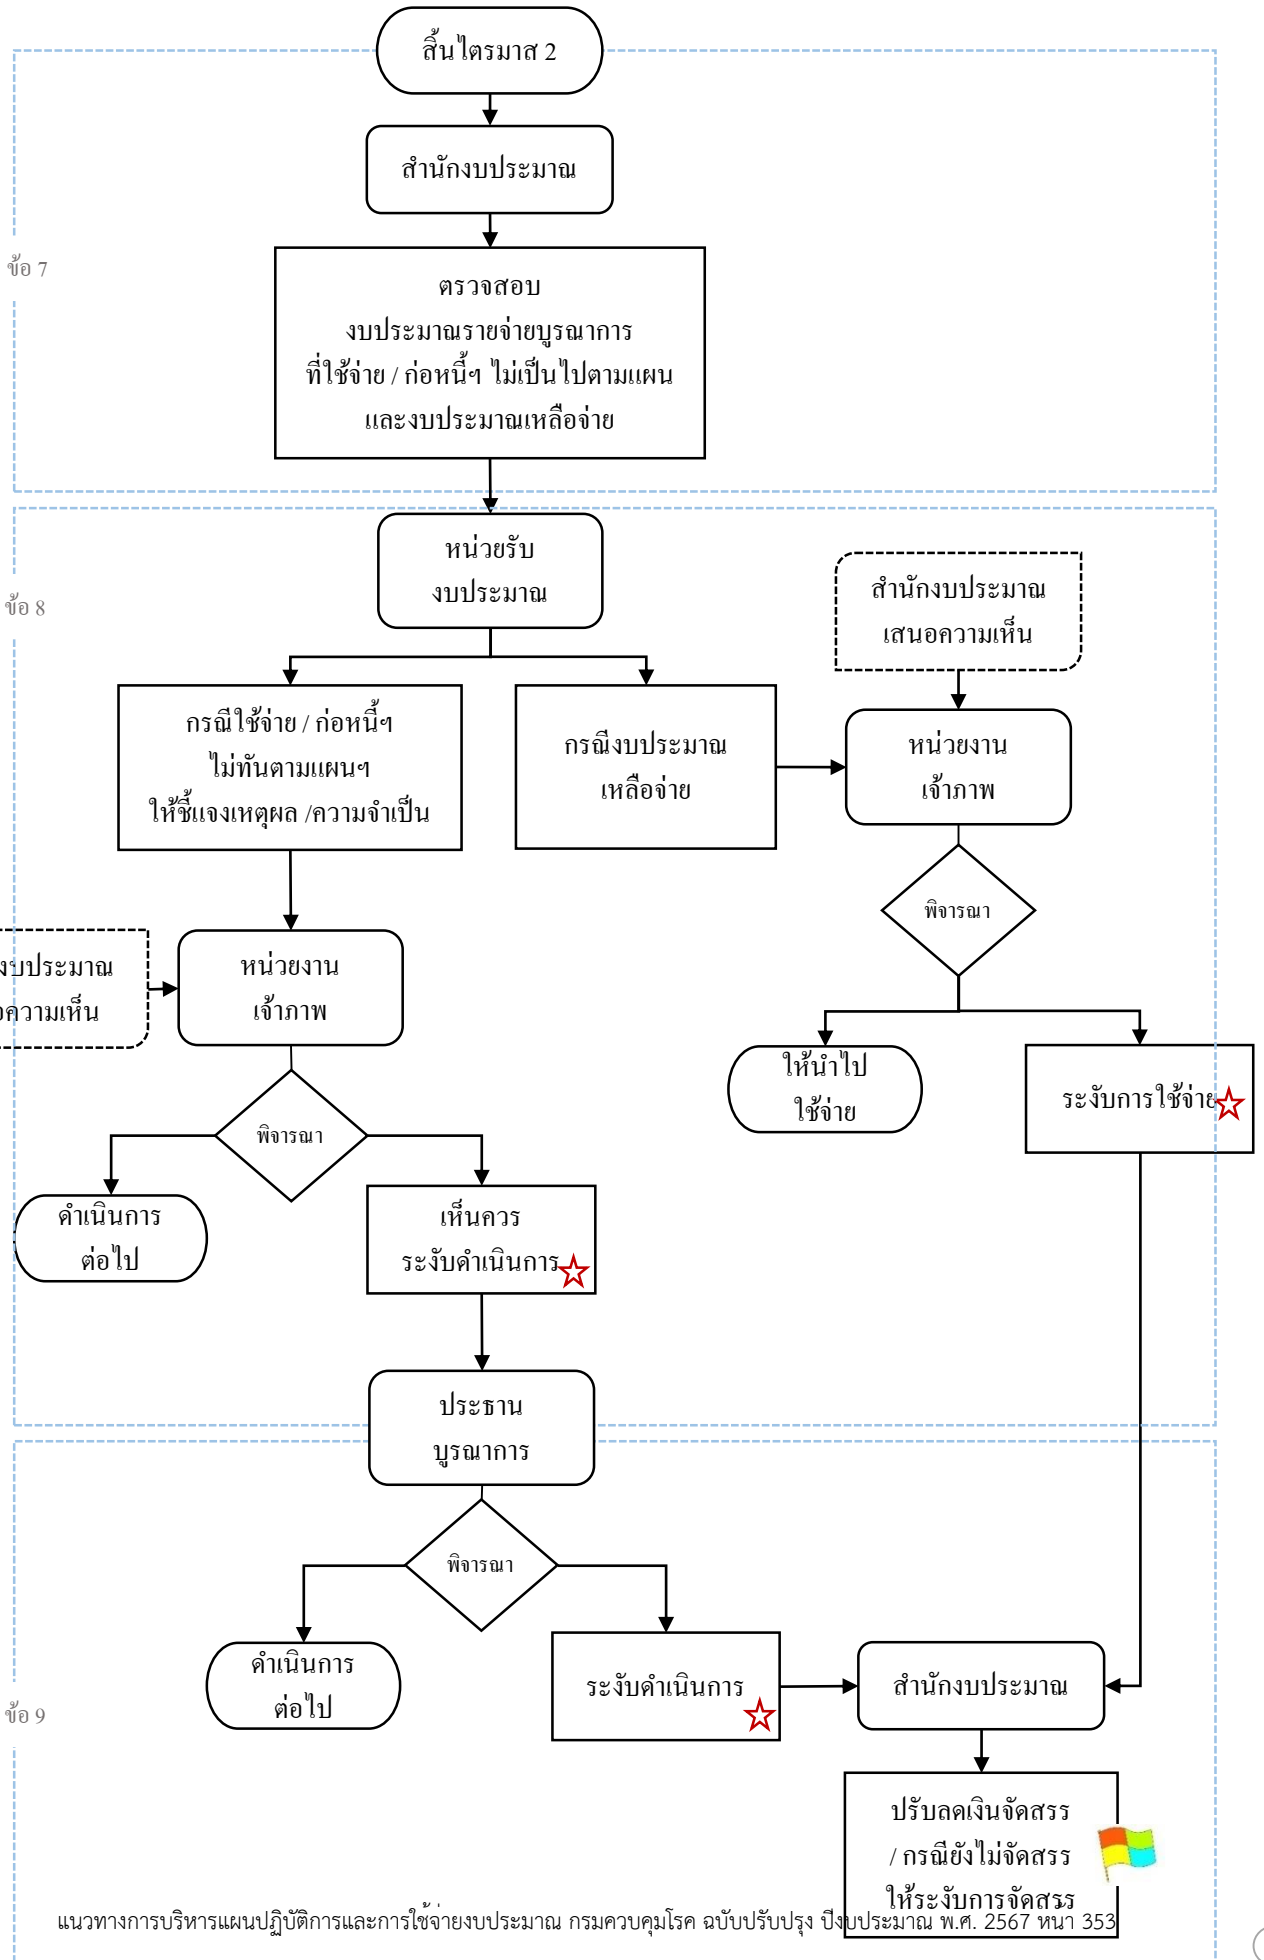 สิ้นไตรมาส 2
สำนักงบประมาณ
ข้อ 7
ตรวจสอบ
งบประมาณรายจ่ายบูรณาการ
ที่ใช้จ่าย / ก่อหนี้ฯ ไม่เป็นไปตามแผน
และงบประมาณเหลือจ่าย
หน่วยรับ
งบประมาณ
ข้อ 8
สำนักงบประมาณ
เสนอความเห็น
กรณีใช้จ่าย / ก่อหนี้ฯ
ไม่ทันตามแผนฯ
ให้ชี้แจงเหตุผล /ความจำเป็น
กรณีงบประมาณ
เหลือจ่าย
หน่วยงาน
เจ้าภาพ
พิจารณา
งบประมาณ
ความเห็น
หน่วยงาน
เจ้าภาพ
ให้นำไป
ใช้จ่าย
ระงับการใช้จ่าย
พิจารณา
ดำเนินการ
ต่อไป
เห็นควร
ระงับดำเนินการ
ประธาน
บูรณาการ
พิจารณา
ดำเนินการ
ต่อไป
ระงับดำเนินการ
สำนักงบประมาณ
ข้อ 9
ปรับลดเงินจัดสรร
/ กรณียังไม่จัดสรร
ให้ระงับการจัดสรร
แนวทางการบริหารแผนปฏิบัติการและการใช้จ่ายงบประมาณ กรมควบคุมโรค ฉบับปรับปรุง ปีงบประมาณ พ.ศ. 2567 หน้า 353